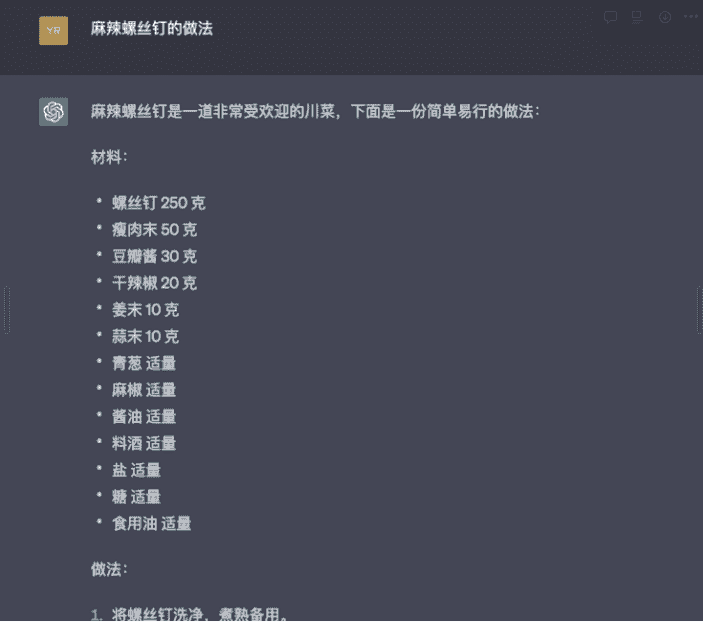 YR
麻辣螺丝钉的做法
麻辣螺丝钉是一道非常受欢迎的川菜，下面是一份简单易行的做法：
材料：
• 螺丝钉 250 克
• 瘦肉末 50 克
• 豆瓣酱 30 克
• 干辣椒 20 克
• 姜末 10 克
• 蒜末 10 克
• 青葱 适量
• 麻椒 适量
• 酱油 适量
• 料酒 适量
• 盐 适量
• 糖 适量
• 食用油 适量
做法：
1. 将螺丝钉洗净，煮熟备用。